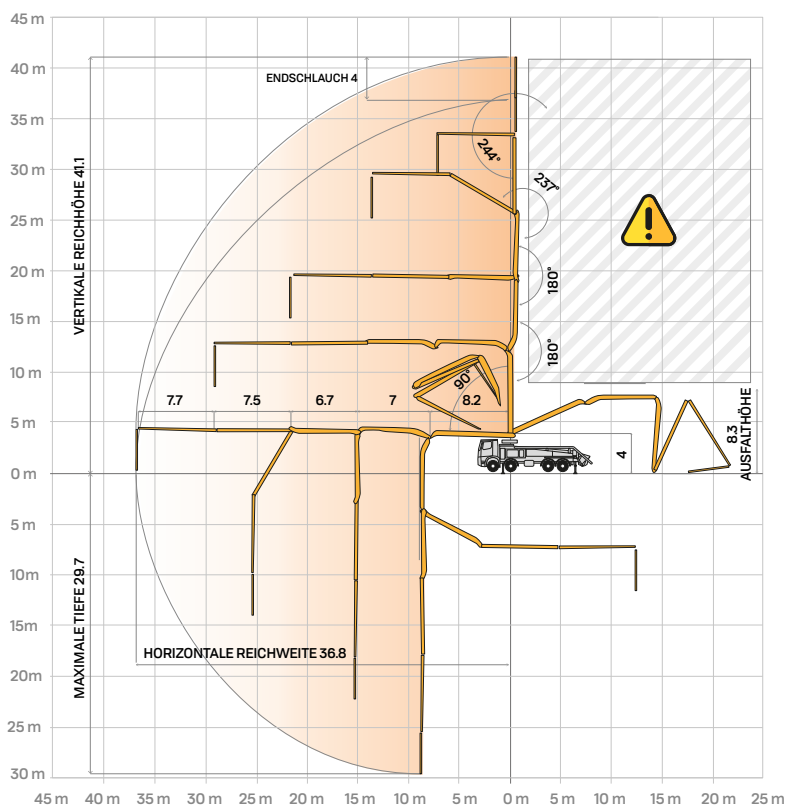 45 m
40 m
35 m
30 m
25 m
20 m
15 m
10 m
5 m
0 m
5 m
10 m
15m
20 m
25 m
30 m
VERTIKALE REICHHÖHE 41.1
MAXIMALE TIEFE 29.7
ENDSCHLAUCH 4
244°
237°
180°
180°
90°
7.7 7.5 6.7 7 8.2
4
8.3
AUSFALTHÖHE
HORIZONTALE REICHWEITE 36.8
45 m 40 m 35 m 30 m 25 m 20 m 15 m 10 m 5 m 0 m 5 m 10 m 15 m 20 m 25 m